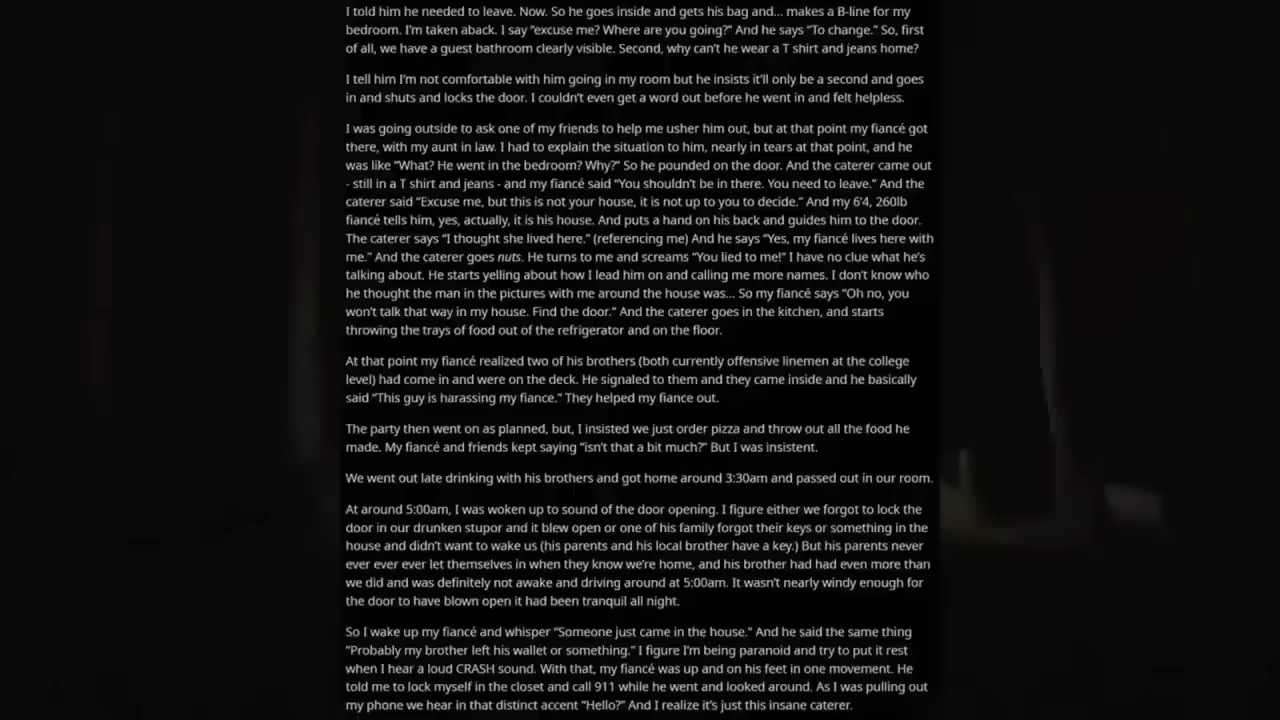 I told him he needed to leave. Now. So he goes inside and gets his bag and... makes a B-line for my
bedroom. I'm taken aback. I say "excuse me? Where are you going?" And he says "To change." So, first
of all, we have a guest bathroom clearly visible. Second, why can't he wear a T shirt and jeans home?
I tell him I'm not comfortable with him going in my room but he insists it'll only be a second and goes
in and shuts and locks the door. I couldn't even get a word out before he went in and felt helpless.
I was going outside to ask one of my friends to help me usher him out, but at that point my fiancé got
there, with my aunt in law. I had to explain the situation to him, nearly in tears at that point, and he
was like "What? He went in the bedroom? Why?" So he pounded on the door. And the caterer came out
- still in a T shirt and jeans - and my fiancé said "You shouldn't be in there. You need to leave." And the
caterer said "Excuse me, but this is not your house, it is not up to you to decide." And my 6'4, 260lb
fiancé tells him, yes, actually, it is his house. And puts a hand on his back and guides him to the door.
The caterer says "I thought she lived here." (referencing me) And he says "Yes, my fiancé lives here with
me." And the caterer goes nuts. He turns to me and screams "You lied to me!" I have no clue what he's
talking about. He starts yelling about how I lead him on and calling me more names. I don't know who
he thought the man in the pictures with me around the house was... So my fiancé says "Oh no, you
won't talk that way in my house. Find the door." And the caterer goes in the kitchen, and starts
throwing the trays of food out of the refrigerator and on the floor.
At that point my fiancé realized two of his brothers (both currently offensive linemen at the college
level) had come in and were on the deck. He signaled to them and they came inside and he basically
said "This guy is harassing my fiance." They helped my fiance out.
The party then went on as planned, but, I insisted we just order pizza and throw out all the food he
made. My fiancé and friends kept saying "isn't that a bit much?" But I was insistent.
We went out late drinking with his brothers and got home around 3:30am and passed out in our room.
At around 5:00am, I was woken up to sound of the door opening. I figure either we forgot to lock the
door in our drunken stupor and it blew open or one of his family forgot their keys or something in the
house and didn't want to wake us (his parents and his local brother have a key.) But his parents never
ever ever ever let themselves in when they know we're home, and his brother had had even more than
we did and was definitely not awake and driving around at 5:00am. It wasn't nearly windy enough for
the door to have blown open it had been tranquil all night.
So I wake up my fiancé and whisper "Someone just came in the house." And he said the same thing
"Probably my brother left his wallet or something." I figure I'm being paranoid and try to put it rest
when I hear a loud CRASH sound. With that, my fiancé was up and on his feet in one movement. He
told me to lock myself in the closet and call 911 while he went and looked around. As I was pulling out
my phone we hear in that distinct accent "Hello?" And I realize it's just this insane caterer.